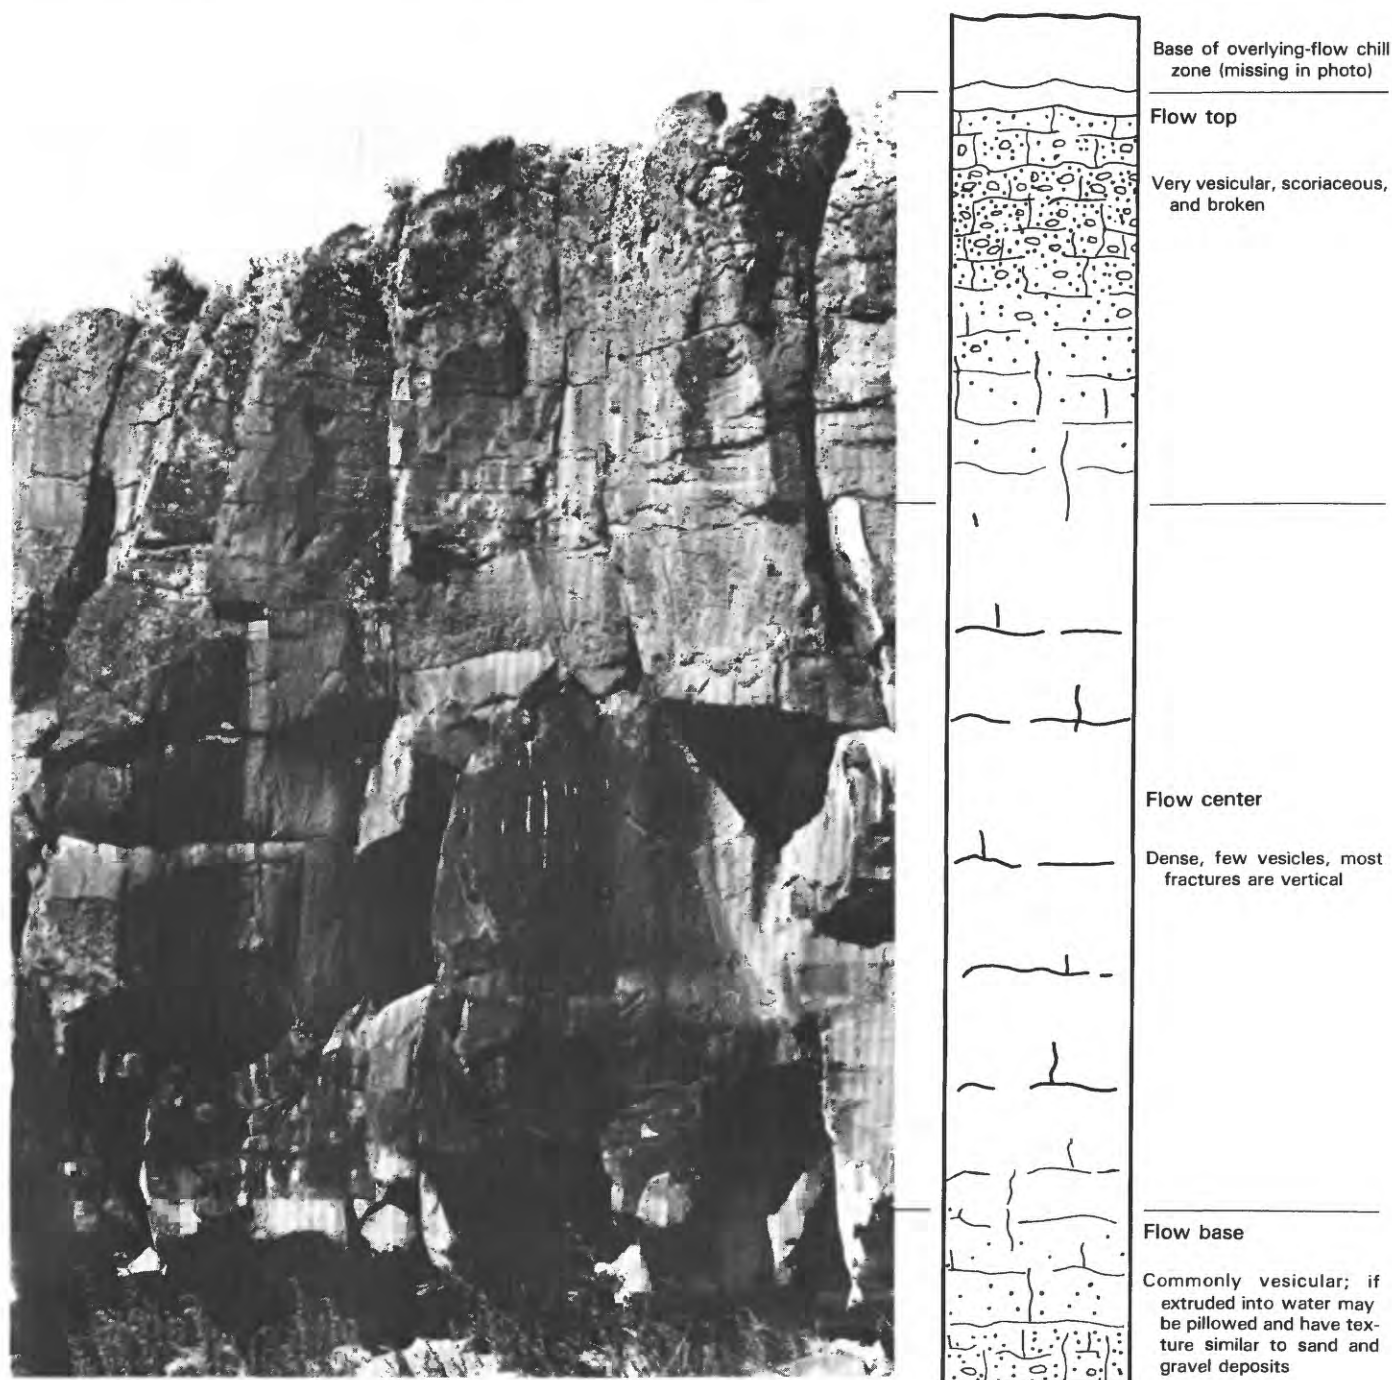 Base of overlying-flow chill
zone (missing in photo)
Flow top
Very vesicular, scoriaceous,
and broken
Flow center
Dense, few vesicles, most
fractures are vertical
Flow base
Commonly vesicular; if
extruded into water may
be pillowed and have tex-
ture similar to sand and
gravel deposits